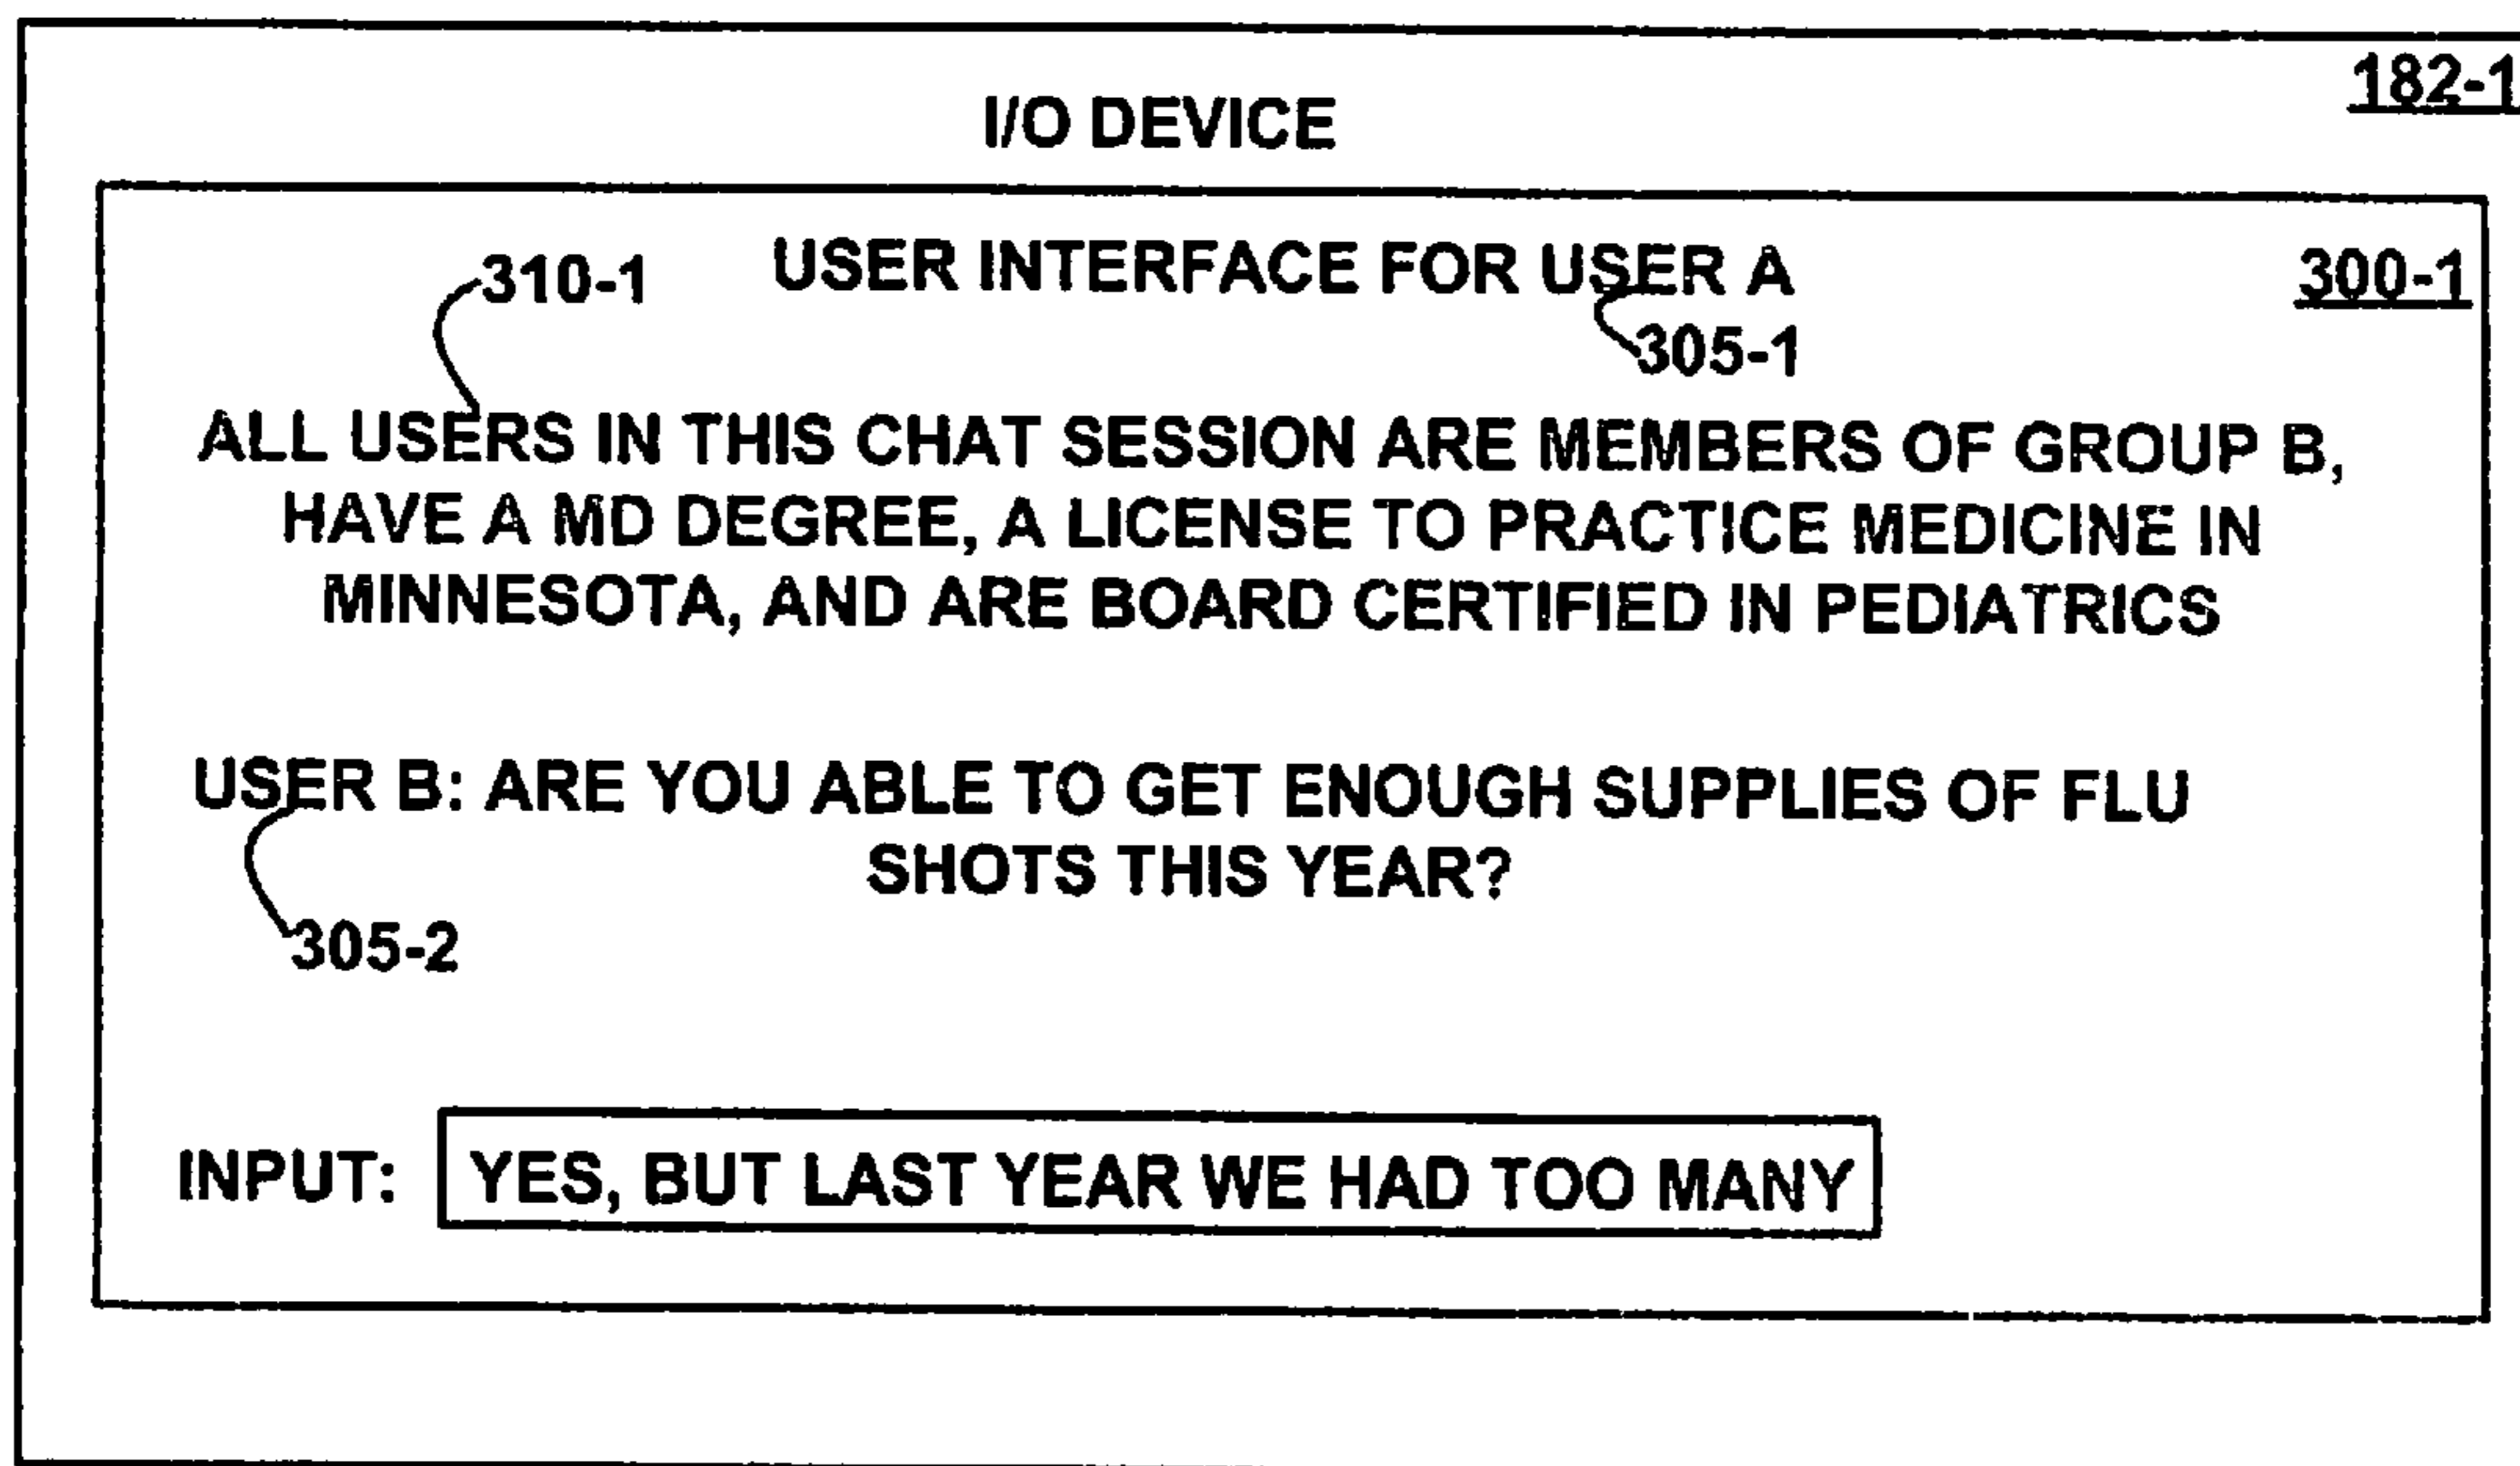 182-1
I/O DEVICE
310-1
USER INTERFACE FOR USER A
300-1
305-1
ALL USERS IN THIS CHAT SESSION ARE MEMBERS OF GROUP B,
HAVE A MD DEGREE, A LICENSE TO PRACTICE MEDICINE IN
MINNESOTA, AND ARE BOARD CERTIFIED IN PEDIATRICS
USER B: ARE YOU ABLE TO GET ENOUGH SUPPLIES OF FLU
SHOTS THIS YEAR?
305-2
INPUT: YES, BUT LAST YEAR WE HAD TOO MANY